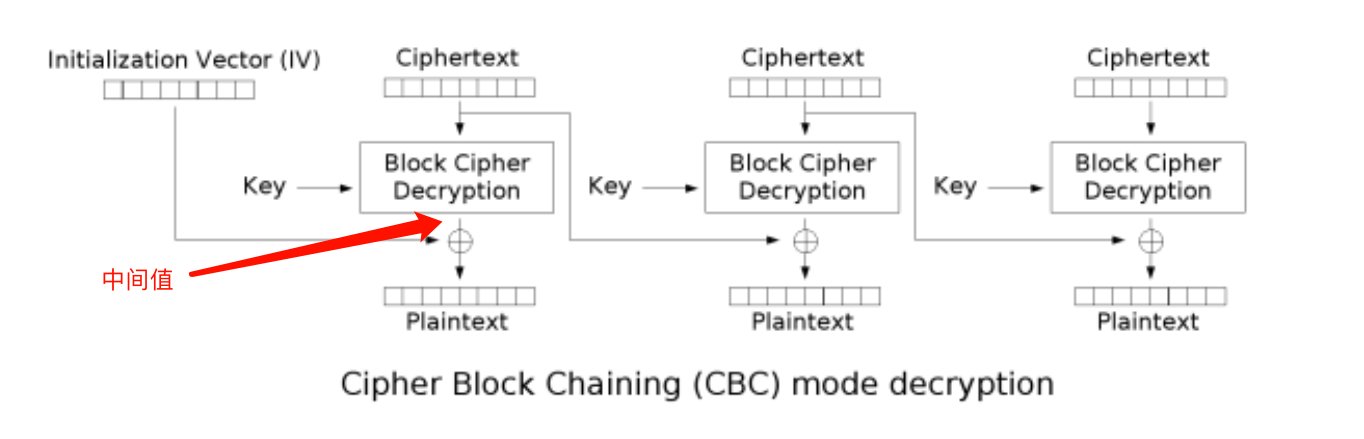 Initialization Vector (IV)
Ciphertext
Ciphertext
Ciphertext
Key
Block Cipher
Decryption
Key
Block Cipher
Decryption
Key
Block Cipher
Decryption
中间值
Plaintext
Plaintext
Plaintext
Cipher Block Chaining (CBC) mode decryption